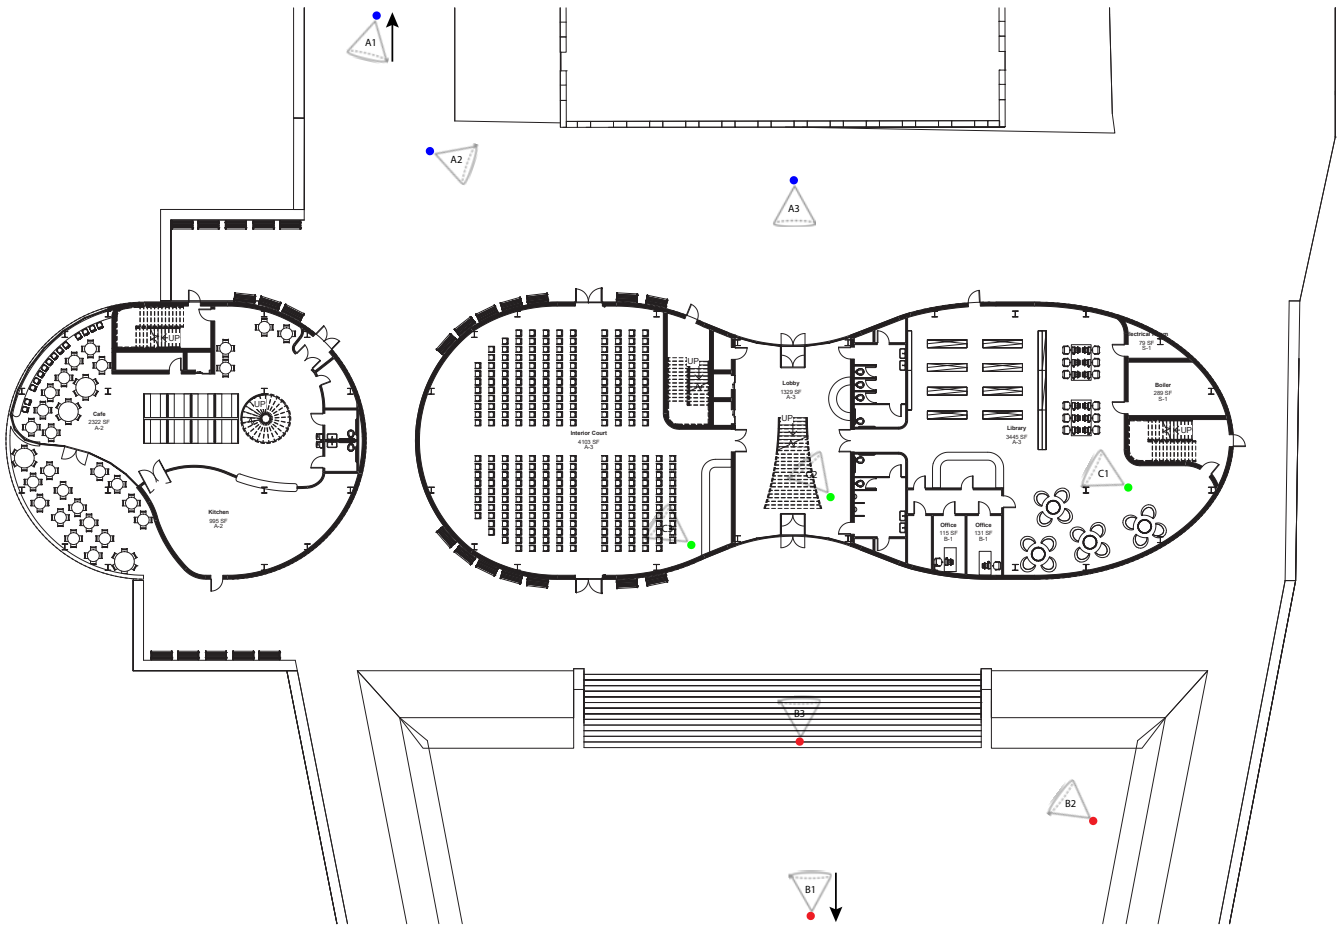 A1
A2
A3
UP
Electrical Room
79 SF
S-1
UP
Lobby
1329 SF
A-3
Boiler
289 SF
S-1
UP
UP
Cafe
2322 SF
A-2
UP
Interior Court
4103 SF
A-3
Library
3445 SF
A-3
UP
C2
C1
Kitchen
995 SF
A-2
Office
115 SF
B-1
Office
131 SF
B-1
B3
B2
B1